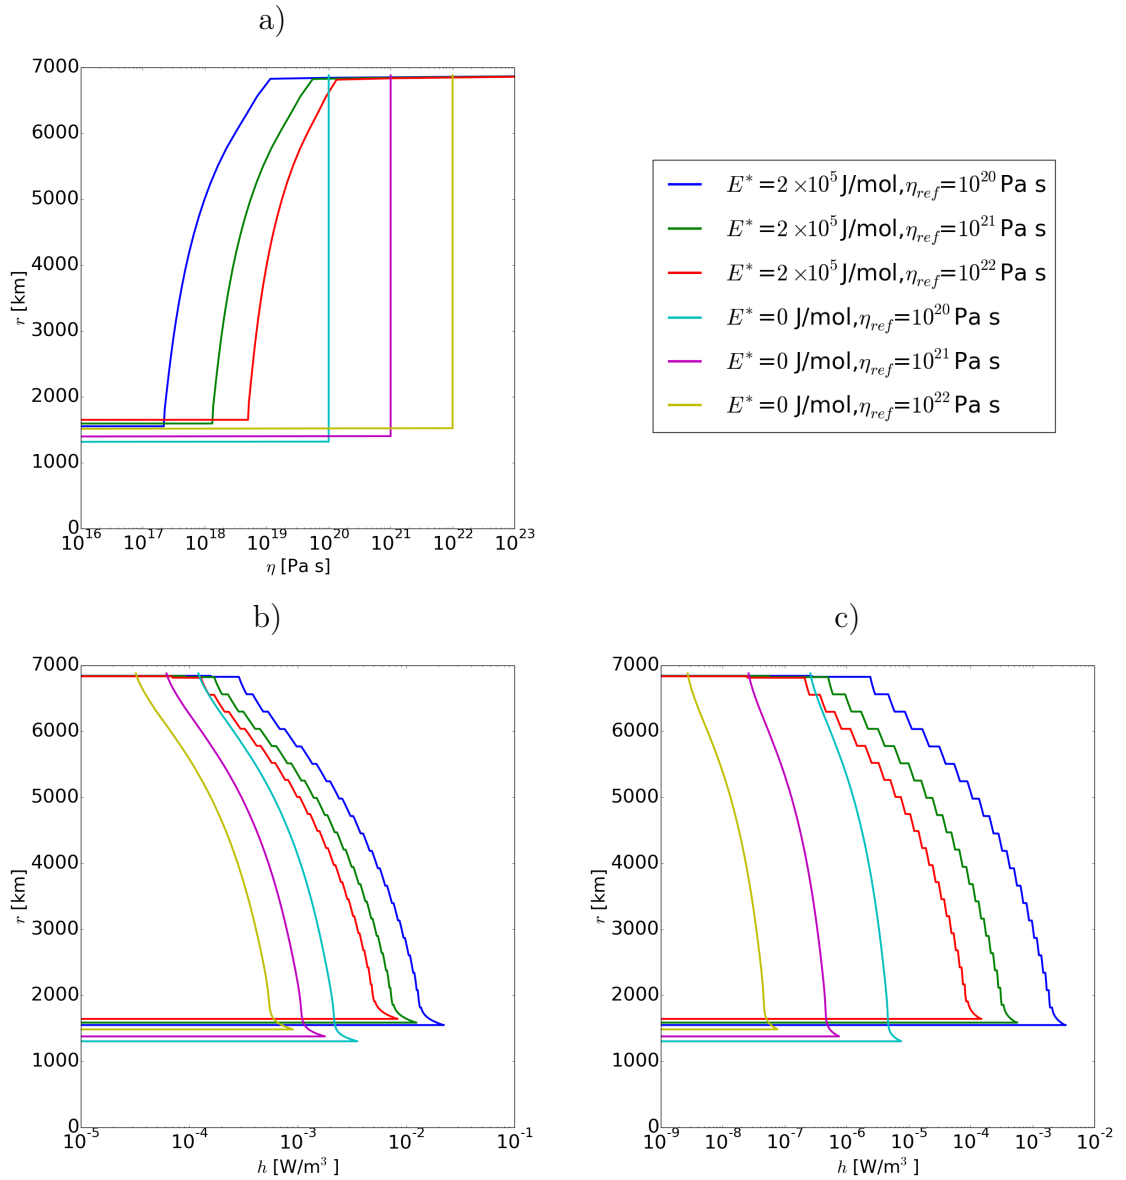 a)
7000
6000
5000
4000
3000
2000
1000
0
r [km]
10^16 10^17 10^18 10^19 10^20 10^21 10^22 10^23
η [Pa s]
E* = 2 ×10^5 J/mol,η_ref=10^20 Pa s
E* = 2 ×10^5 J/mol,η_ref=10^21 Pa s
E* = 2 ×10^5 J/mol,η_ref=10^22 Pa s
E* =0 J/mol,η_ref=10^20 Pa s
E* =0 J/mol,η_ref=10^21 Pa s
E* =0 J/mol,η_ref=10^22 Pa s
b)
7000
6000
5000
4000
3000
2000
1000
0
r [km]
10^-5 10^-4 10^-3 10^-2 10^-1
h [W/m^3 ]
c)
7000
6000
5000
4000
3000
2000
1000
0
r [km]
10^-9 10^-8 10^-7 10^-6 10^-5 10^-4 10^-3 10^-2
h [W/m^3 ]